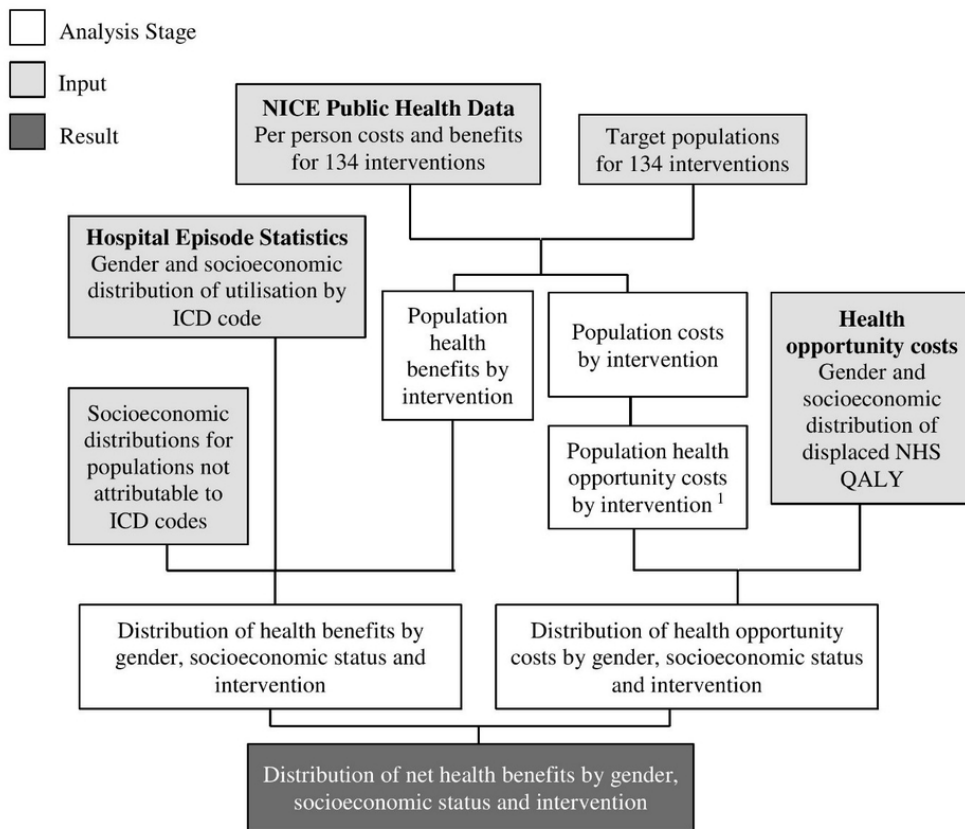 Analysis Stage
Input
Result
NICE Public Health Data
Per person costs and benefits
for 134 interventions
Target populations
for 134 interventions
Hospital Episode Statistics
Gender and socioeconomic
distribution of utilisation by
ICD code
Population
health
benefits by
intervention
Population costs
by intervention
Health
opportunity costs
Gender and
socioeconomic
distribution of
displaced NHS
QALY
Socioeconomic
distributions for
populations not
attributable to
ICD codes
Population health
opportunity costs
by intervention 1
Distribution of health benefits by
gender, socioeconomic status and
intervention
Distribution of health opportunity
costs by gender, socioeconomic status
and intervention
Distribution of net health benefits by gender,
socioeconomic status and intervention